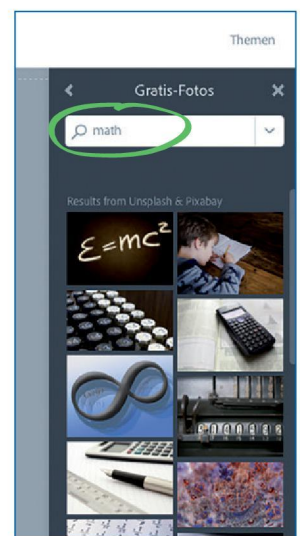 Themen
Gratis-Fotos
math
Results from Unsplash & Pixabay
E=mc²